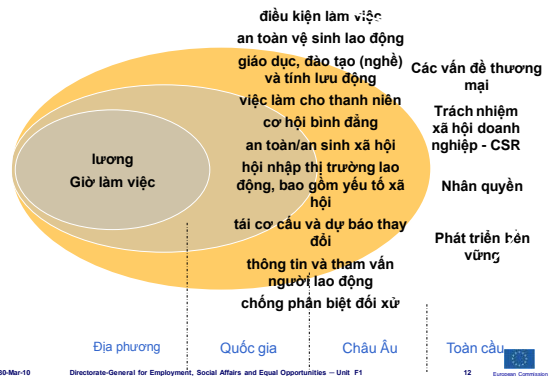 điều kiện làm việc
an toàn vệ sinh lao động
giáo dục, đào tạo (nghề)
và tính lưu động
việc làm cho thanh niên
cơ hội bình đẳng
an toàn/an sinh xã hội
hội nhập thị trường lao
động, bao gồm yếu tố xã
hội
tái cơ cấu và dự báo thay
đổi
thông tin và tham vấn
người lao động
chống phân biệt đối xử
lương
Giờ làm việc
Các vấn đề thương
mại
Trách nhiệm
xã hội doanh
nghiệp - CSR
Nhân quyền
Phát triển bền
vững
Địa phương
Quốc gia
Châu Âu
Toàn cầu
30-Mar-10
Directorate-General for Employment, Social Affairs and Equal Opportunities – Unit F1
12
European Commission